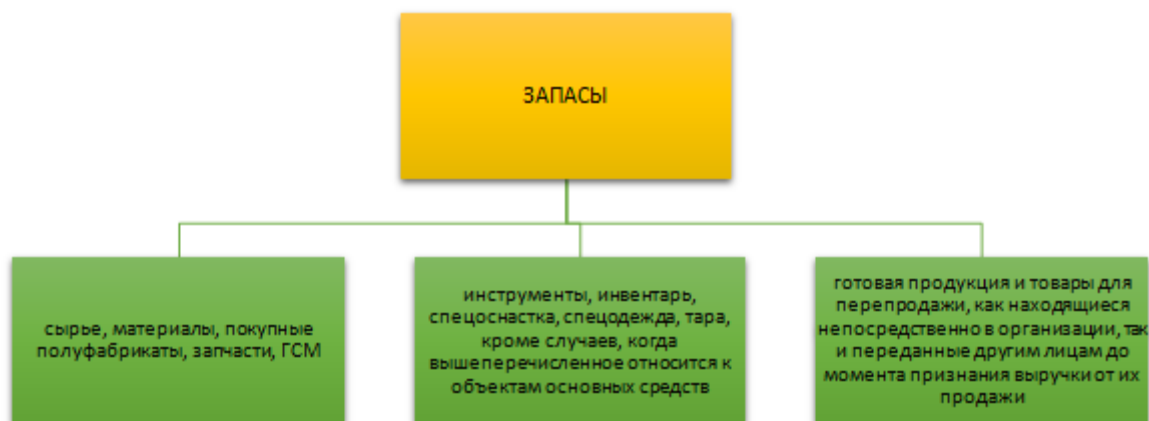 ЗАПАСЫ
сырье, материалы, покупные
полуфабрикаты, запчасти, ГСМ
инструменты, инвентарь,
спецоснастка, спецодежда, тара,
кроме случаев, когда
вышеперечисленное относится к
объектам основных средств
готовая продукция и товары для
перепродажи, как находящиеся
непосредственно в организации, так
и переданные другим лицам до
момента признания выручки от их
продажи